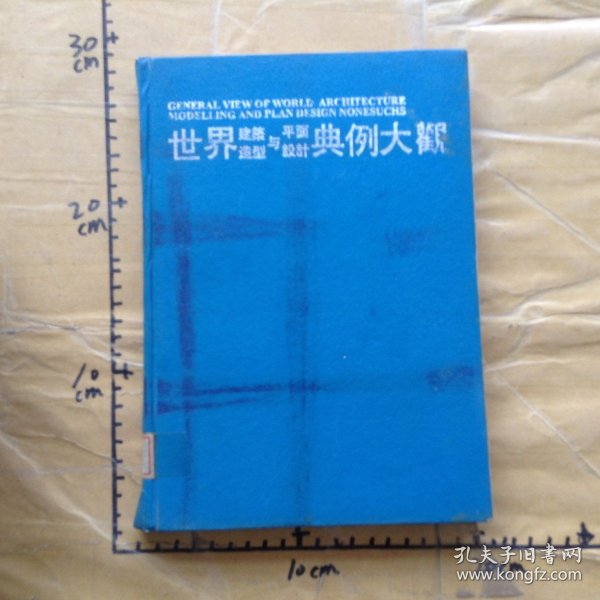 30
cm
GENERAL VIEW OF WORLD ARCHITECTURE
MODELLING AND PLAN DESIGN NONESUCHS
世界建築造型与平面設計典例大觀
20
cm
10
cm
10cm
孔夫子旧书网
www.kongfz.com